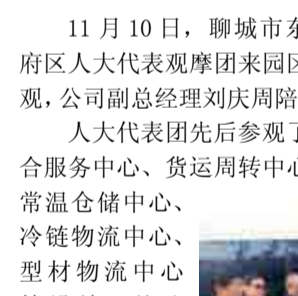 11 月 10 日，聊城市东
府区人大代表观摩团来园区
观，公司副总经理刘庆周陪
人大代表团先后参观了
合服务中心、货运周转中心
常温仓储中心、
冷链物流中心、
型材物流中心